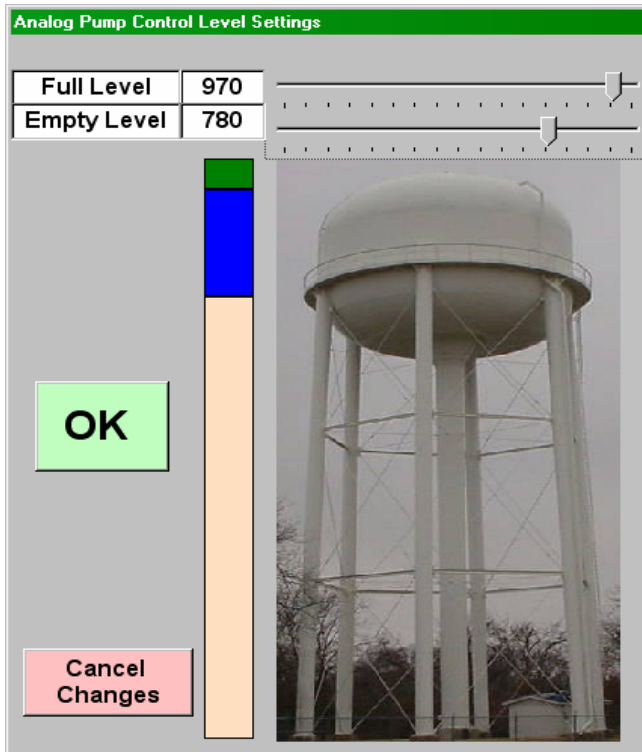 Analog Pump Control Level Settings
Full Level 970
Empty Level 780
OK
Cancel
Changes